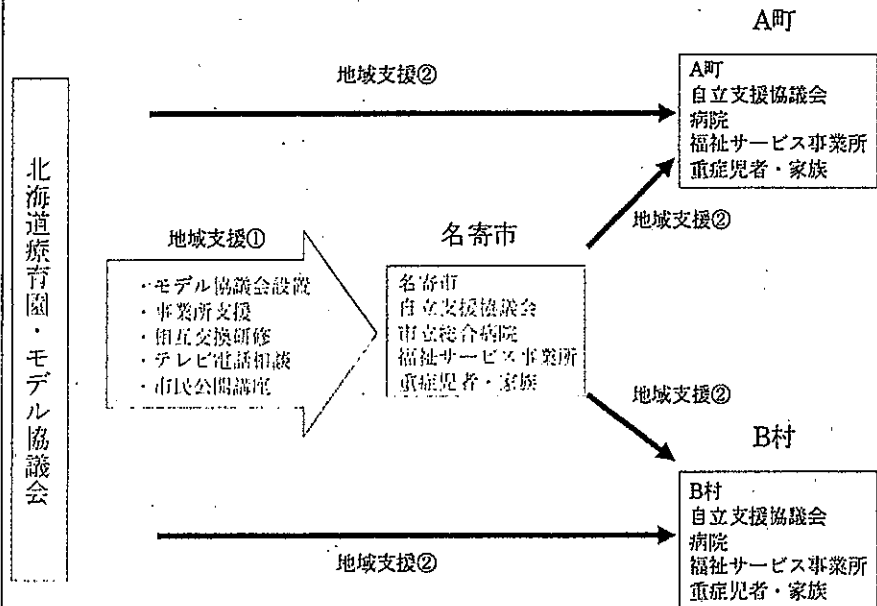 A町
地域支援②
A町
自立支援協議会
病院
福祉サービス事業所
重症児者・家族
北海道療育園・モデル協議会
地域支援①
・モデル協議会設置
・事業所支援
・相互交換研修
・テレビ電話相談
・市民公開講座
名寄市
名寄市
自立支援協議会
市立総合病院
福祉サービス事業所
重症児者・家族
地域支援②
地域支援②
B村
B村
自立支援協議会
病院
福祉サービス事業所
重症児者・家族
地域支援②